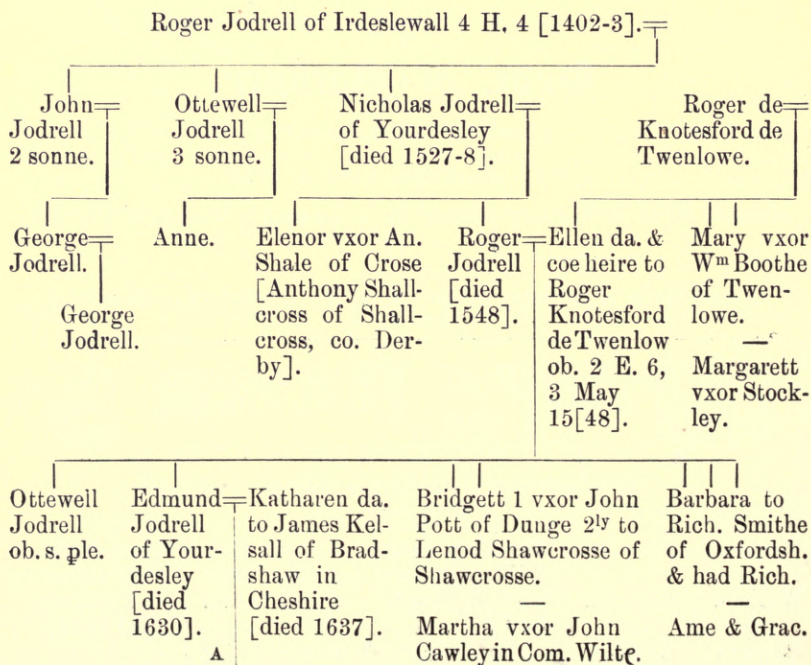 Roger Jodrell of Irdeslewall 4 H. 4 [1402-3].
John
Jodrell
2 sonne.
Ottewell
Jodrell
3 sonne.
Nicholas Jodrell
of Yourdesley
[died 1527-8].
Roger de
Knotesford de
Twenlowe.
George
Jodrell.
George
Jodrell.
Anne.
Elenor vxor An.
Shale of Crose
[Anthony Shall-
cross of Shall-
cross, co. Der-
by].
Roger
Jodrell
[died
1548].
Ellen da. &
coe heire to
Roger
Knotesford
de Twenlow
ob. 2 E. 6,
3 May
15[48].
Mary vxor
Wᵐ Boothe
of Twen-
lowe.
—
Margarett
vxor Stock-
ley.
Ottewell
Jodrell
ob. s. ꝑle.
Edmund
Jodrell
of Your-
desley
[died
1630].
A
Katharen da.
to James Kel-
sall of Brad-
shaw in
Cheshire
[died 1637].
Bridgett 1 vxor John
Pott of Dunge 2ˡʸ to
Lenod Shawcrosse of
Shawcrosse.
—
Martha vxor John
Cawley in Com. Wiltꝭ.
Barbara to
Rich. Smithe
of Oxfordsh.
& had Rich.
—
Ame & Grac.